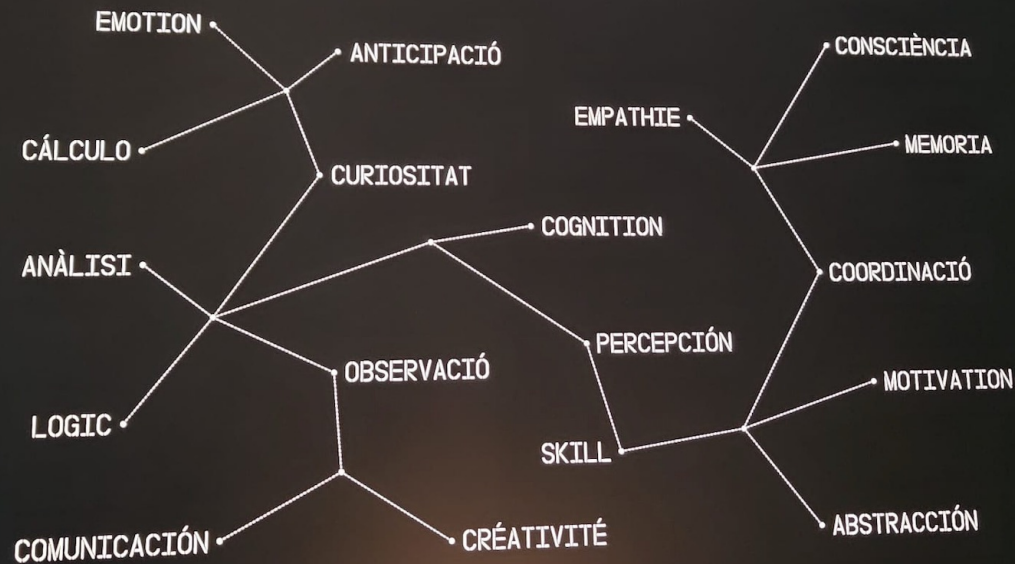 EMOTION
ANTICIPACIÓ
CONSCIÈNCIA
EMPATHIE
CÁLCULO
MEMORIA
CURIOSITAT
COGNITION
ANÀLISI
COORDINACIÓ
PERCEPCIÓN
OBSERVACIÓ
MOTIVATION
LOGIC
SKILL
ABSTRACCIÓN
COMUNICACIÓN
CRÉATIVITÉ